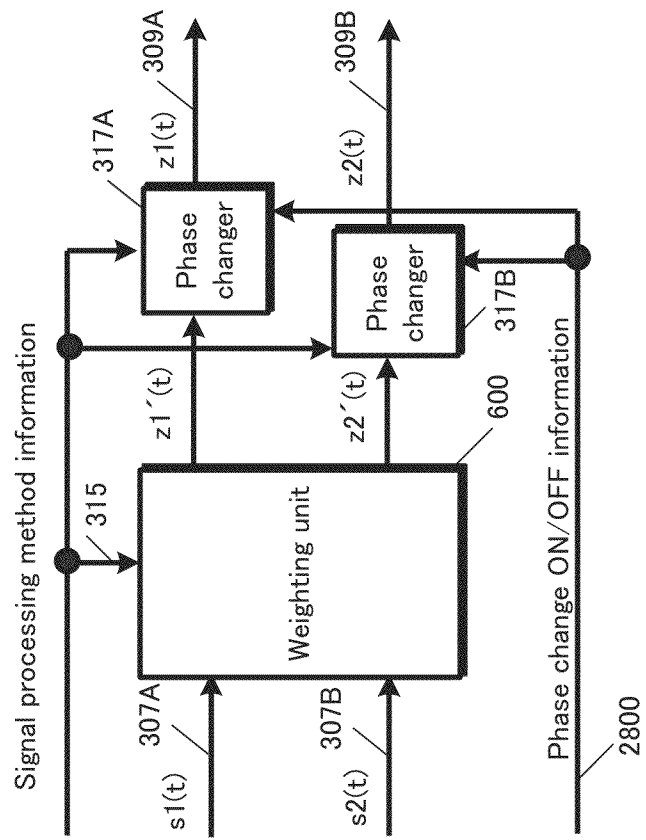 Signal processing method information
315
307A
s1(t)
307B
s2(t)
Weighting unit
600
z1´(t)
z2´(t)
Phase
changer
317A
Phase
changer
317B
z1(t)
309A
z2(t)
309B
Phase change ON/OFF information
2800